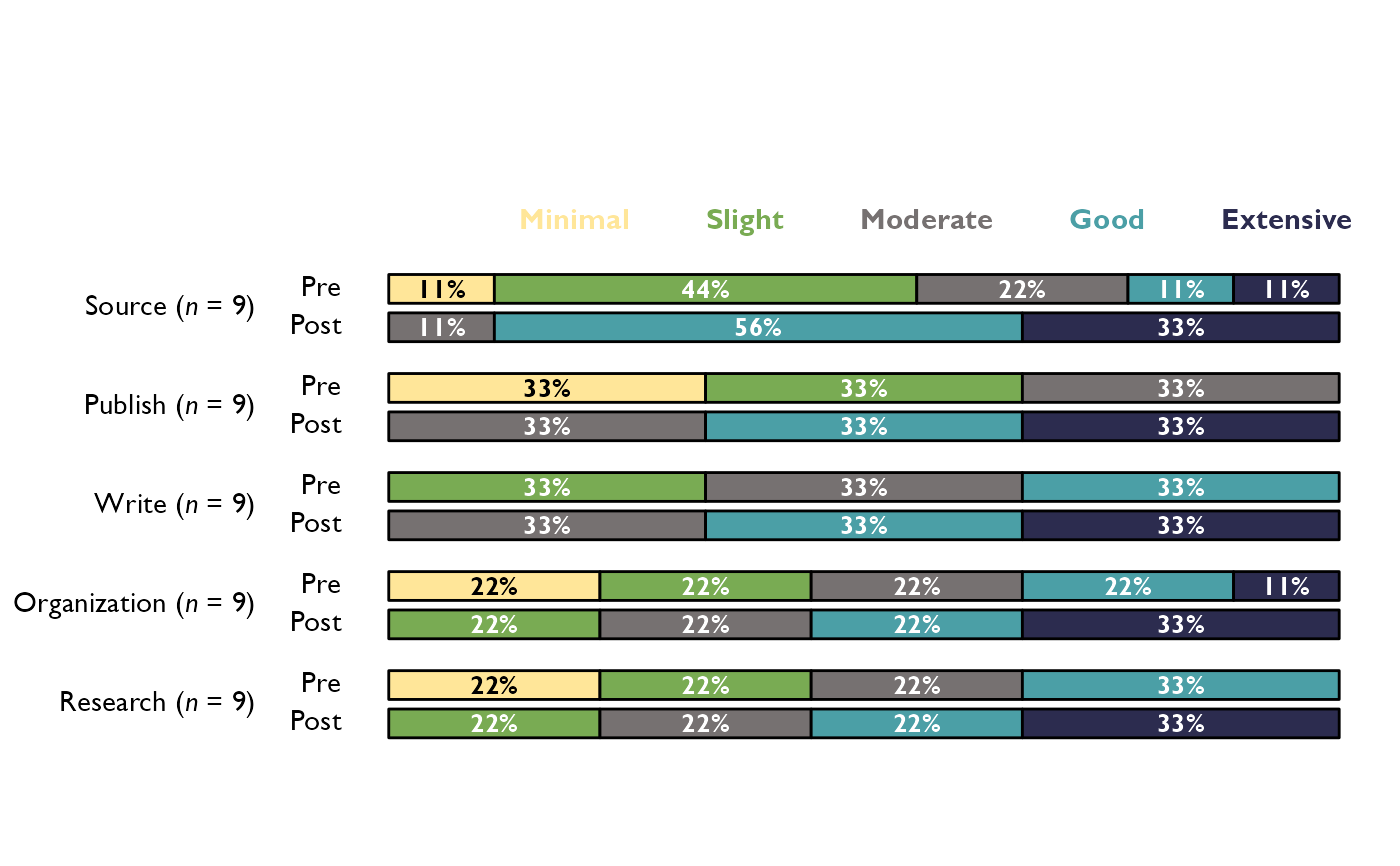 Minimal Slight Moderate Good Extensive
Source (n = 9)
Pre 11% 44% 22% 11% 11%
Post 11% 56% 33%
Publish (n = 9)
Pre 33% 33% 33%
Post 33% 33% 33%
Write (n = 9)
Pre 33% 33% 33%
Post 33% 33% 33%
Organization (n = 9)
Pre 22% 22% 22% 22% 11%
Post 22% 22% 22% 33%
Research (n = 9)
Pre 22% 22% 22% 33%
Post 22% 22% 22% 33%